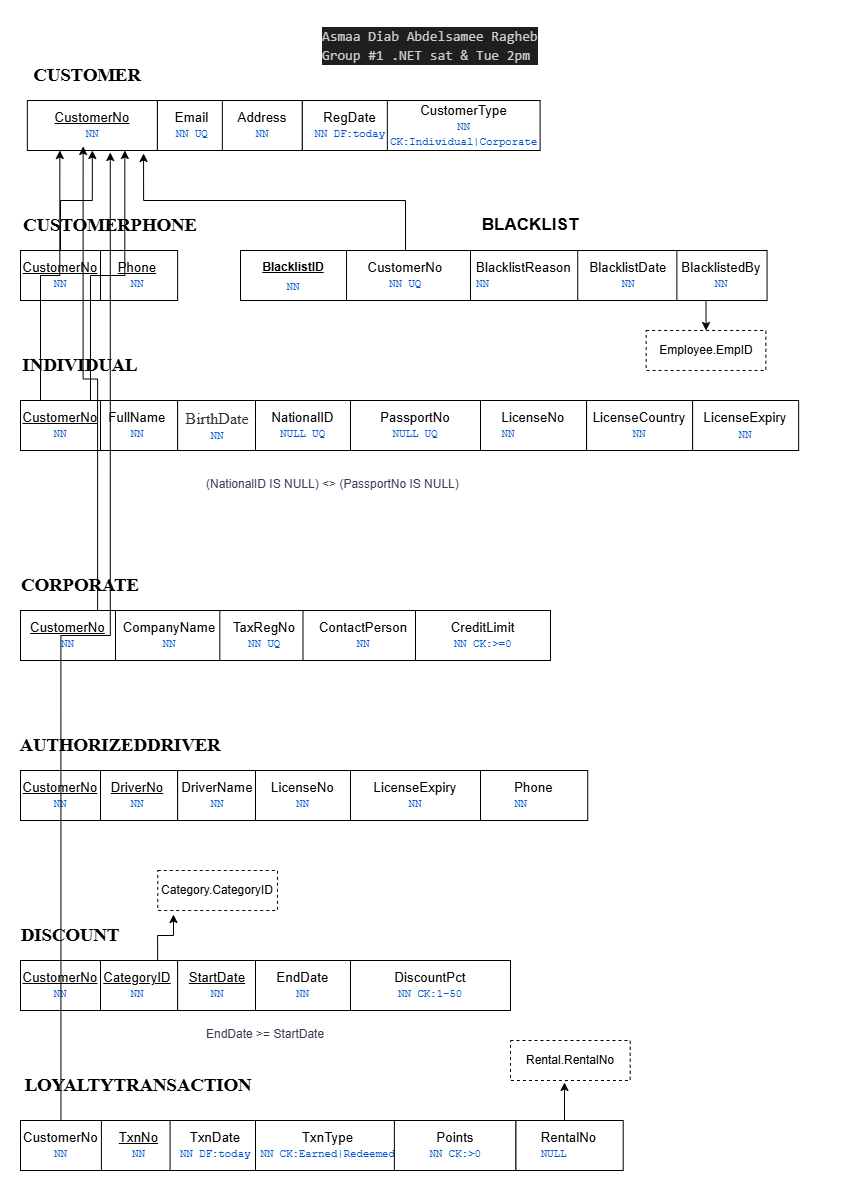 Asmaa Diab Abdelsamee Ragheb
Group #1 .NET sat & Tue 2pm
CUSTOMER
CustomerNo Email Address RegDate CustomerType
NN NN UQ NN NN DF:today NN
CK:Individual|Corporate
CUSTOMERPHONE BLACKLIST
CustomerNo Phone BlacklistID CustomerNo BlacklistReason BlacklistDate BlacklistedBy
NN NN NN NN UQ NN NN NN
Employee.EmpID
INDIVIDUAL
CustomerNo FullName BirthDate NationalID PassportNo LicenseNo LicenseCountry LicenseExpiry
NN NN NN NULL UQ NULL UQ NN NN NN
(NationalID IS NULL) <> (PassportNo IS NULL)
CORPORATE
CustomerNo CompanyName TaxRegNo ContactPerson CreditLimit
NN NN NN UQ NN NN CK:>=0
AUTHORIZEDDRIVER
CustomerNo DriverNo DriverName LicenseNo LicenseExpiry Phone
NN NN NN NN NN NN
Category.CategoryID
DISCOUNT
CustomerNo CategoryID StartDate EndDate DiscountPct
NN NN NN NN NN CK:1-50
EndDate >= StartDate
Rental.RentalNo
LOYALTYTRANSACTION
CustomerNo TxnNo TxnDate TxnType Points RentalNo
NN NN NN DF:today NN CK:Earned|Redeemed NN CK:>0 NULL